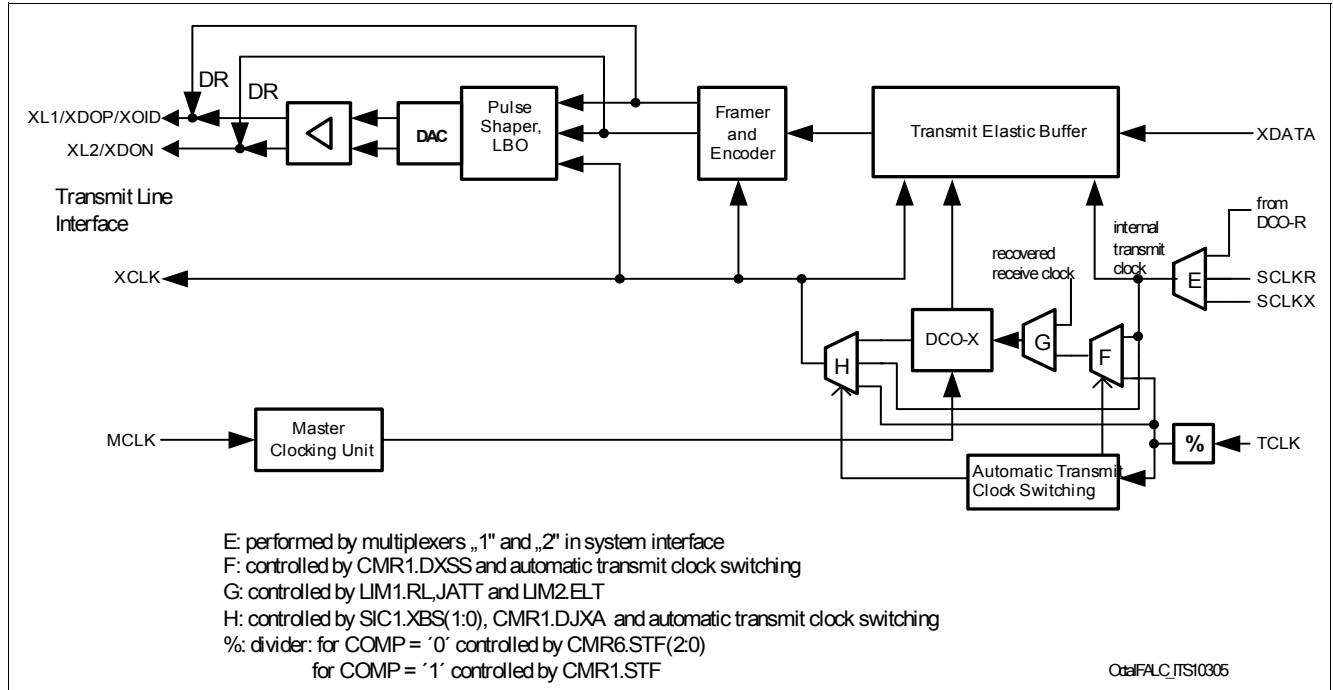 DR
DR
XL1/XDOP/XOID
XL2/XDON
Transmit Line
Interface
DAC
Pulse
Shaper,
LBO
Framer
and
Encoder
Transmit Elastic Buffer
XDATA
from
DCO-R
internal
transmit
clock
recovered
receive clock
E
SCLKR
SCLKX
XCLK
DCO-X
G
F
H
MCLK
Master
Clocking Unit
%
TCLK
Automatic Transmit
Clock Switching
E: performed by multiplexers „1" and „2" in system interface
F: controlled by CMR1.DXSS and automatic transmit clock switching
G: controlled by LIM1.RL,JATT and LIM2.ELT
H: controlled by SIC1.XBS(1:0), CMR1.DJXA and automatic transmit clock switching
%: divider: for COMP = ´0´ controlled by CMR6.STF(2:0)
for COMP = ´1´ controlled by CMR1.STF
OctalFALC_ITS10305